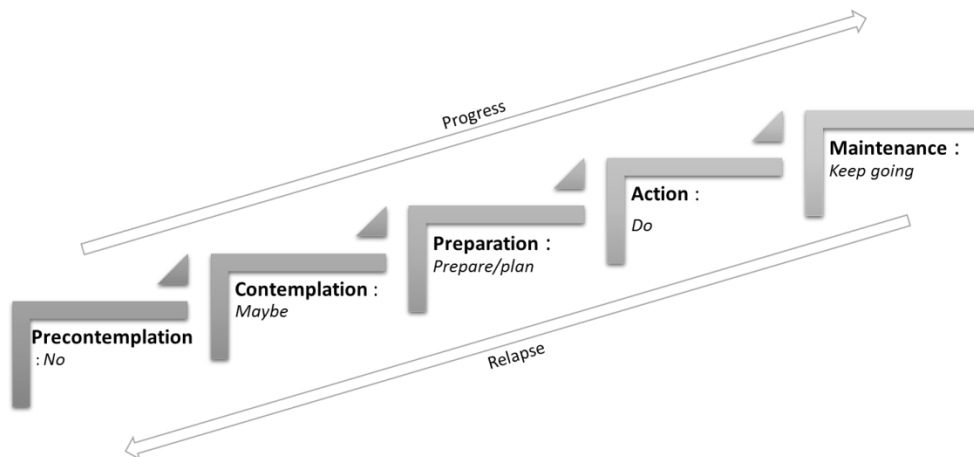 Progress
Precontemplation
: No
Contemplation :
Maybe
Preparation :
Prepare/plan
Action :
Do
Maintenance :
Keep going
Relapse